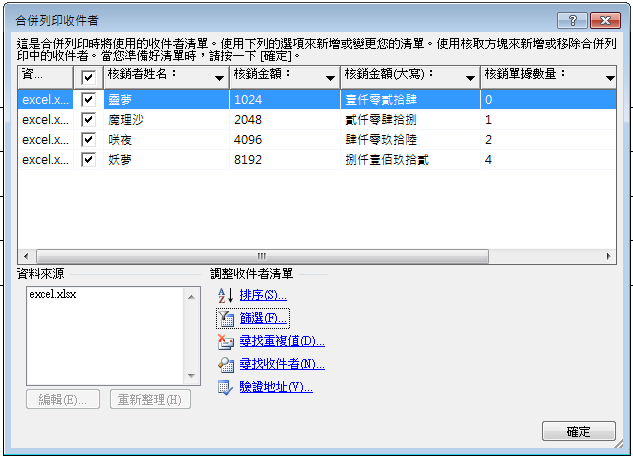 合併列印收件者
這是合併列印時將使用的收件者清單。使用下列的選項來新增或變更您的清單。使用核取方塊來新增或移除合併列
印中的收件者。當您準備好清單時，請按一下 [確定]。
資... 核銷者姓名： 核銷金額： 核銷金額(大寫)： 核銷單據數量：
excel.x... 靈夢 1024 壹仟零貳拾肆 0
excel.x... 魔理沙 2048 貳仟零肆拾捌 1
excel.x... 咲夜 4096 肆仟零玖拾陸 2
excel.x... 妖夢 8192 捌仟壹佰玖拾貳 4
資料來源 調整收件者清單
excel.xlsx
排序(S)...
篩選(F)...
尋找重複值(D)...
尋找收件者(N)...
驗證地址(V)...
編輯(E)... 重新整理(H)
確定